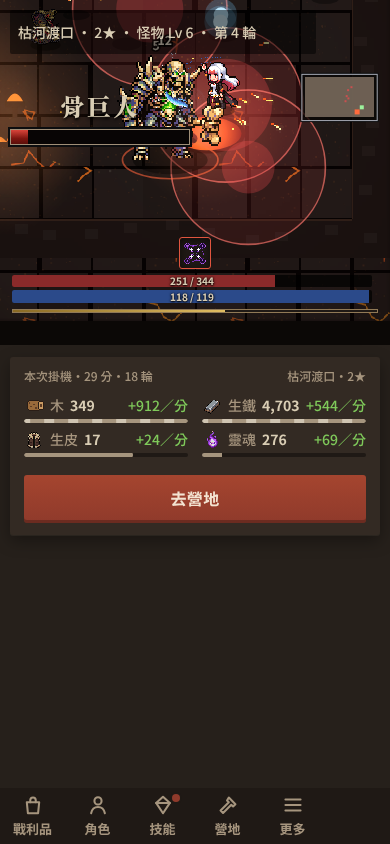 枯河渡口 · 2★ · 怪物 Lv 6 · 第 4 輪
512
骨巨人
251 / 344
118 / 119
本次掛機 · 29 分 · 18 輪
枯河渡口 · 2★
木 349 +912／分
生鐵 4,703 +544／分
生皮 17 +24／分
靈魂 276 +69／分
去營地
戰利品 角色 技能 營地 更多